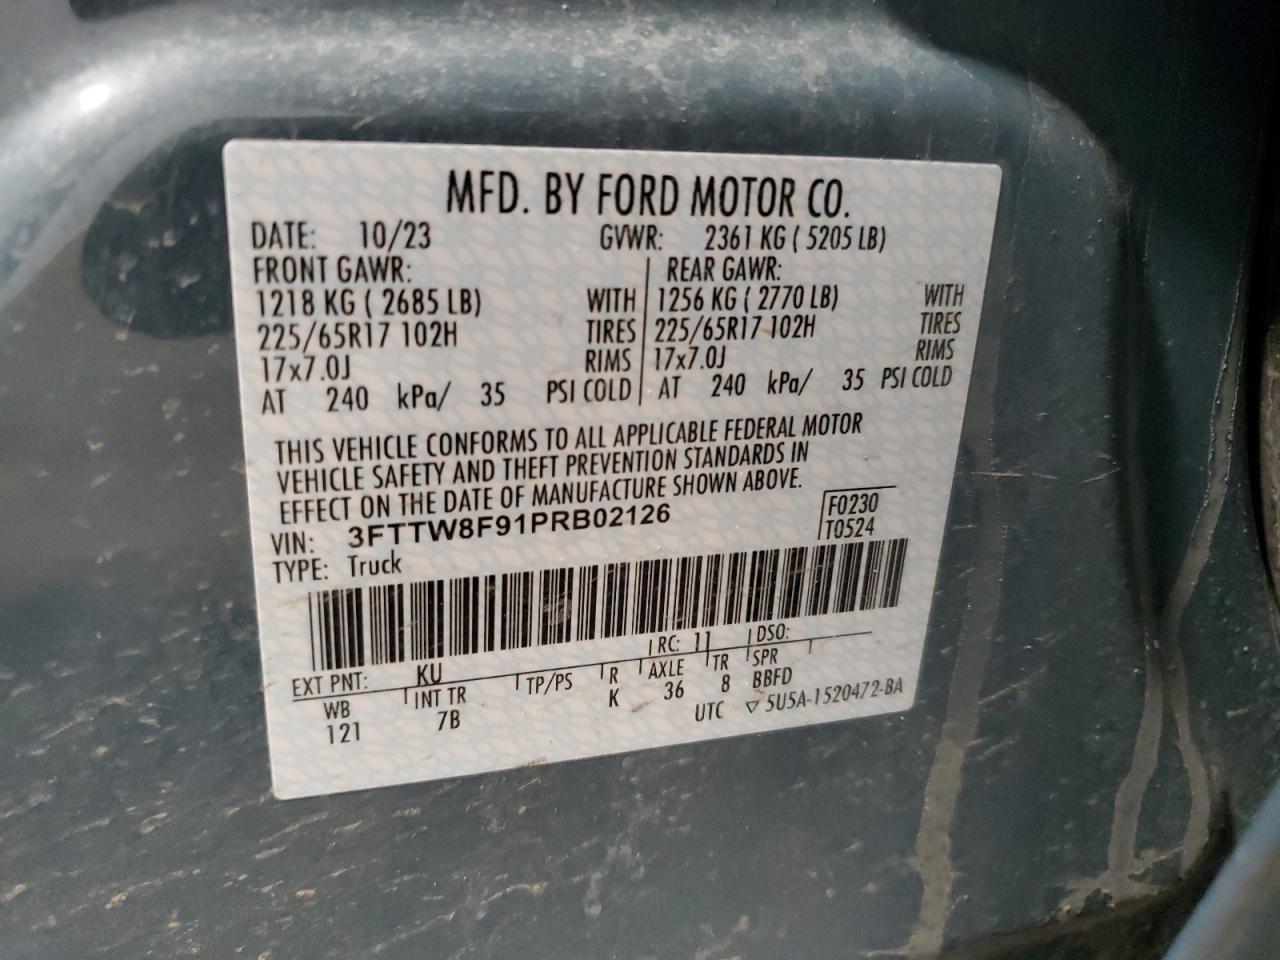 MFD. BY FORD MOTOR CO.
DATE: 10/23 GVWR: 2361 KG ( 5205 LB)
FRONT GAWR: REAR GAWR:
1218 KG ( 2685 LB) WITH 1256 KG ( 2770 LB) WITH
225/65R17 102H TIRES 225/65R17 102H TIRES
17x7.0J RIMS 17x7.0J RIMS
AT 240 kPa/ 35 PSI COLD AT 240 kPa/ 35 PSI COLD
THIS VEHICLE CONFORMS TO ALL APPLICABLE FEDERAL MOTOR
VEHICLE SAFETY AND THEFT PREVENTION STANDARDS IN
EFFECT ON THE DATE OF MANUFACTURE SHOWN ABOVE.
VIN: 3FTTW8F91PRB02126 F0230
TYPE: Truck T0524
EXT PNT: KU RC: 11 DSO:
WB INT TR TP/PS R AXLE TR SPR
121 7B K 36 8 BBFD
UTC ▽ 5U5A-1520472-BA